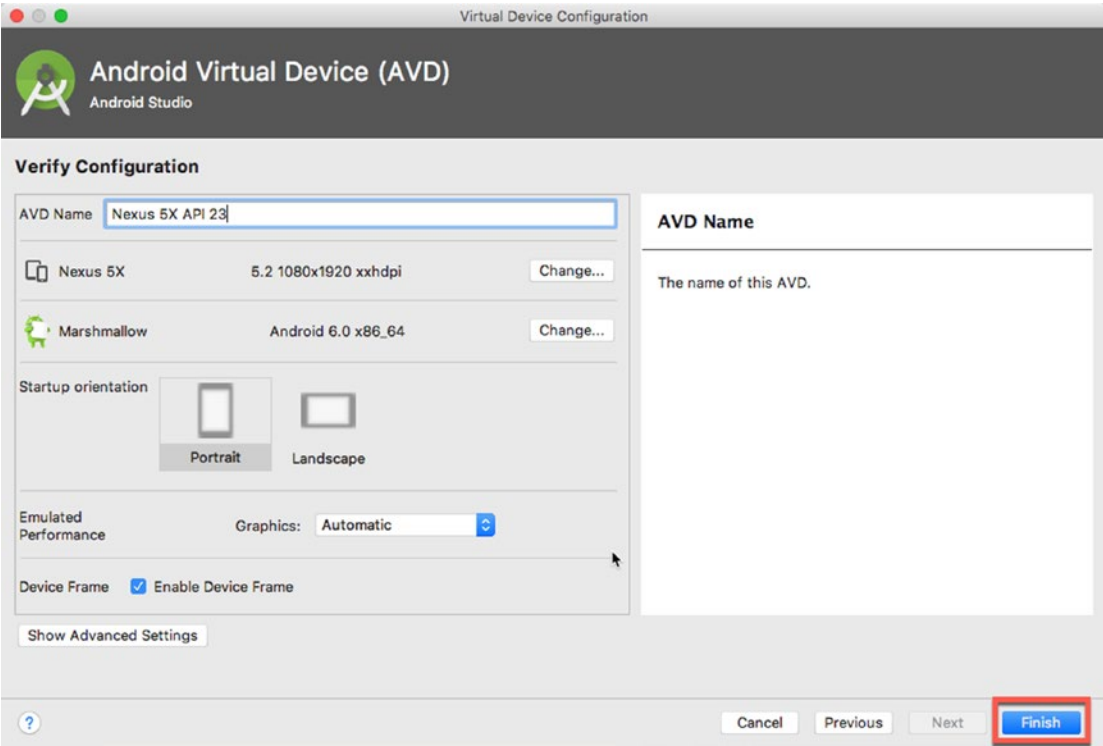 Virtual Device Configuration
Android Virtual Device (AVD)
Android Studio
Verify Configuration
AVD Name Nexus 5X API 23
Nexus 5X 5.2 1080x1920 xxhdpi Change...
Marshmallow Android 6.0 x86_64 Change...
Startup orientation
Portrait Landscape
Emulated
Performance
Graphics: Automatic
Device Frame Enable Device Frame
Show Advanced Settings
AVD Name
The name of this AVD.
? Cancel Previous Next Finish